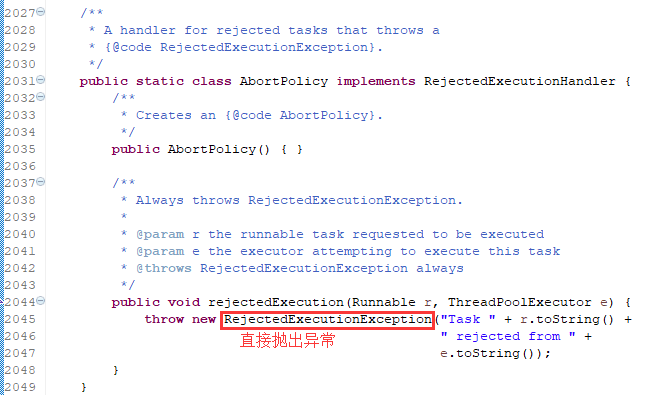 2027 /**
2028 * A handler for rejected tasks that throws a
2029 * {@code RejectedExecutionException}.
2030 */
2031 public static class AbortPolicy implements RejectedExecutionHandler {
2032 /**
2033 * Creates an {@code AbortPolicy}.
2034 */
2035 public AbortPolicy() { }
2036
2037 /**
2038 * Always throws RejectedExecutionException.
2039 *
2040 * @param r the runnable task requested to be executed
2041 * @param e the executor attempting to execute this task
2042 * @throws RejectedExecutionException always
2043 */
2044 public void rejectedExecution(Runnable r, ThreadPoolExecutor e) {
2045 throw new RejectedExecutionException("Task " + r.toString() +
2046 " rejected from " +
直接抛出异常
2047 e.toString());
2048 }
2049 }